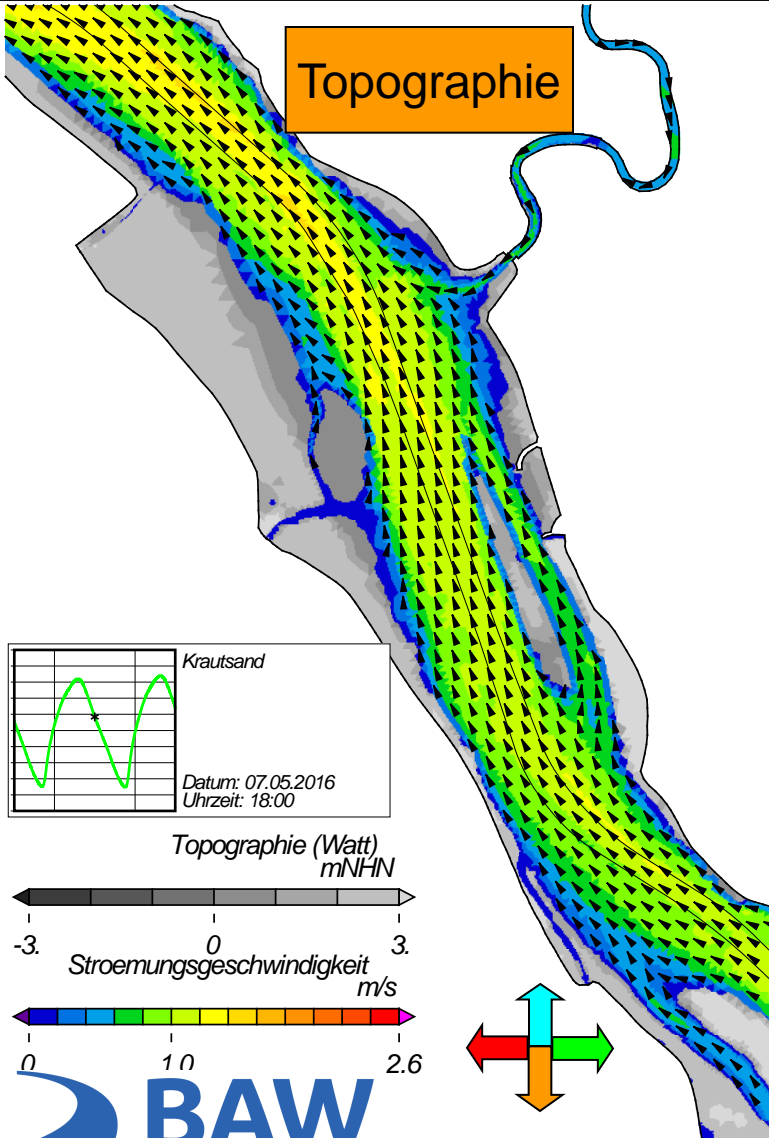 Topographie
Krautsand
Datum: 07.05.2016
Uhrzeit: 18:00
Topographie (Watt)
mNHN
-3. 0 3.
Stroemungsgeschwindigkeit
m/s
0 1.0 2.6
BAW